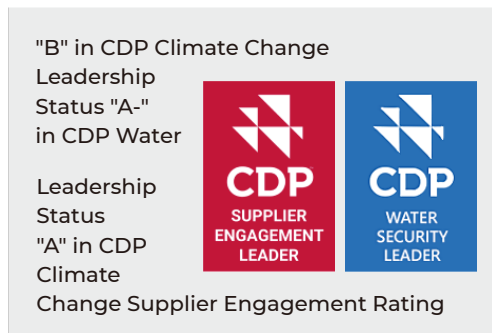 "B" in CDP Climate Change
Leadership
Status "A-"
in CDP Water
Leadership
Status
"A" in CDP
Climate
Change Supplier Engagement Rating
CDP
SUPPLIER
ENGAGEMENT
LEADER
CDP
WATER
SECURITY
LEADER